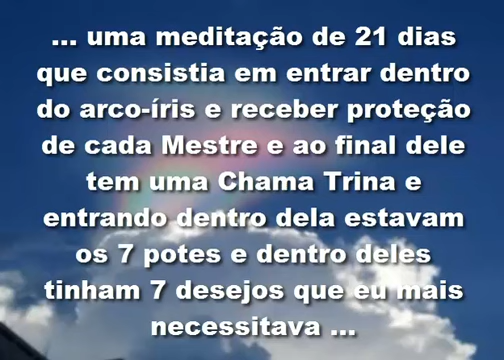 ... uma meditação de 21 dias
que consistia em entrar dentro
do arco-íris e receber proteção
de cada Mestre e ao final dele
tem uma Chama Trina e
entrando dentro dela estavam
os 7 potes e dentro deles
tinham 7 desejos que eu mais
necessitava ...